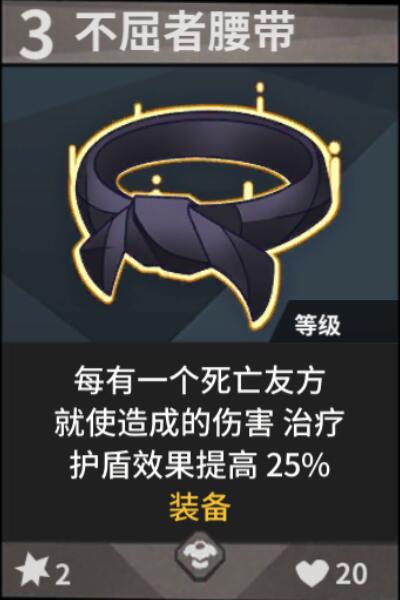 3 不屈者腰带
等级
每有一个死亡友方
就使造成的伤害 治疗
护盾效果提高 25%
装备
2 20